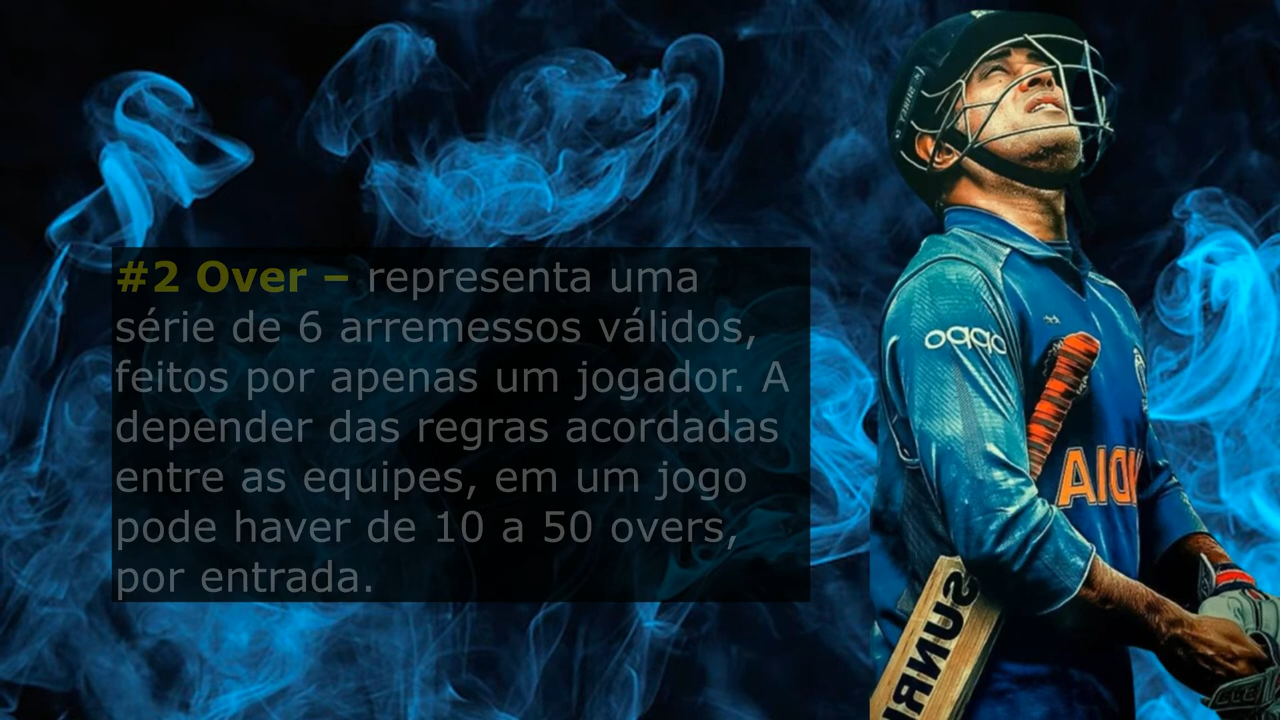 #2 Over – representa uma
série de 6 arremessos válidos,
feitos por apenas um jogador. A
depender das regras acordadas
entre as equipes, em um jogo
pode haver de 10 a 50 overs,
por entrada.
oppo